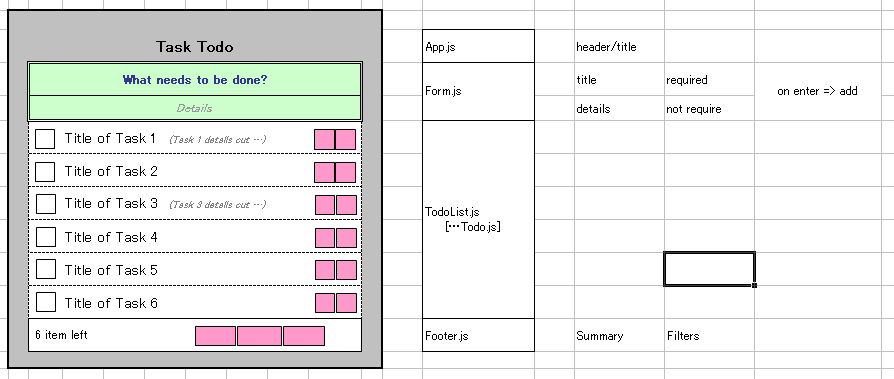 Task Todo
What needs to be done?
Details
Title of Task 1 (Task 1 details cut …)
Title of Task 2
Title of Task 3 (Task 3 details cut …)
Title of Task 4
Title of Task 5
Title of Task 6
6 item left
App.js header/title
Form.js
title required
details not require
on enter => add
TodoList.js
[…Todo.js]
Footer.js Summary Filters